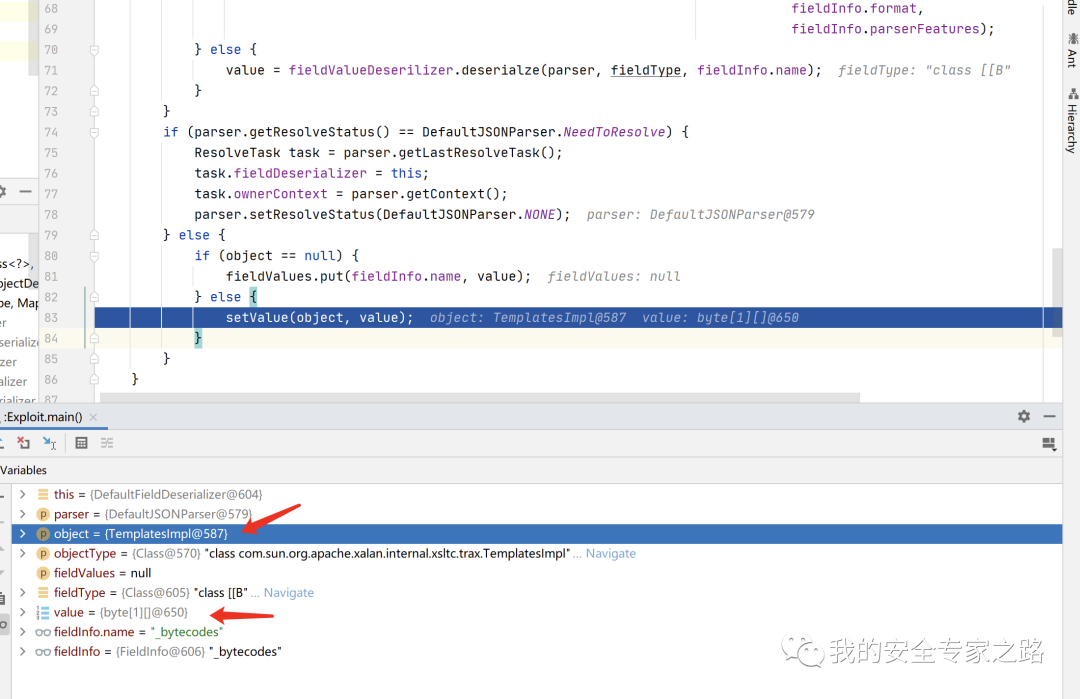 68 fieldInfo.format,
69 fieldInfo.parserFeatures);
70 } else {
71 value = fieldValueDeserilizer.deserialze(parser, fieldType, fieldInfo.name); fieldType: "class [[B"
72 }
73 }
74 if (parser.getResolveStatus() == DefaultJSONParser.NeedToResolve) {
75 ResolveTask task = parser.getLastResolveTask();
76 task.fieldDeserializer = this;
77 task.ownerContext = parser.getContext();
78 parser.setResolveStatus(DefaultJSONParser.NONE); parser: DefaultJSONParser@579
79 } else {
80 if (object == null) {
81 fieldValues.put(fieldInfo.name, value); fieldValues: null
82 } else {
83 setValue(object, value); object: TemplatesImpl@587 value: byte[1][]@650
84 }
85 }
86 }
87
ss<?>,
bjectDe
pe, Map
er
serializ
zer
alizer
rializer
dle
Ant
Hierarchy
:Exploit.main() ×
Variables
this = {DefaultFieldDeserializer@604}
parser = {DefaultJSONParser@579}
object = {TemplatesImpl@587}
objectType = {Class@570} "class com.sun.org.apache.xalan.internal.xsltc.trax.TemplatesImpl" ... Navigate
fieldValues = null
fieldType = {Class@605} "class [[B" ... Navigate
value = {byte[1][]@650}
fieldInfo.name = "_bytecodes"
fieldInfo = {FieldInfo@606} "_bytecodes"
我的安全专家之路